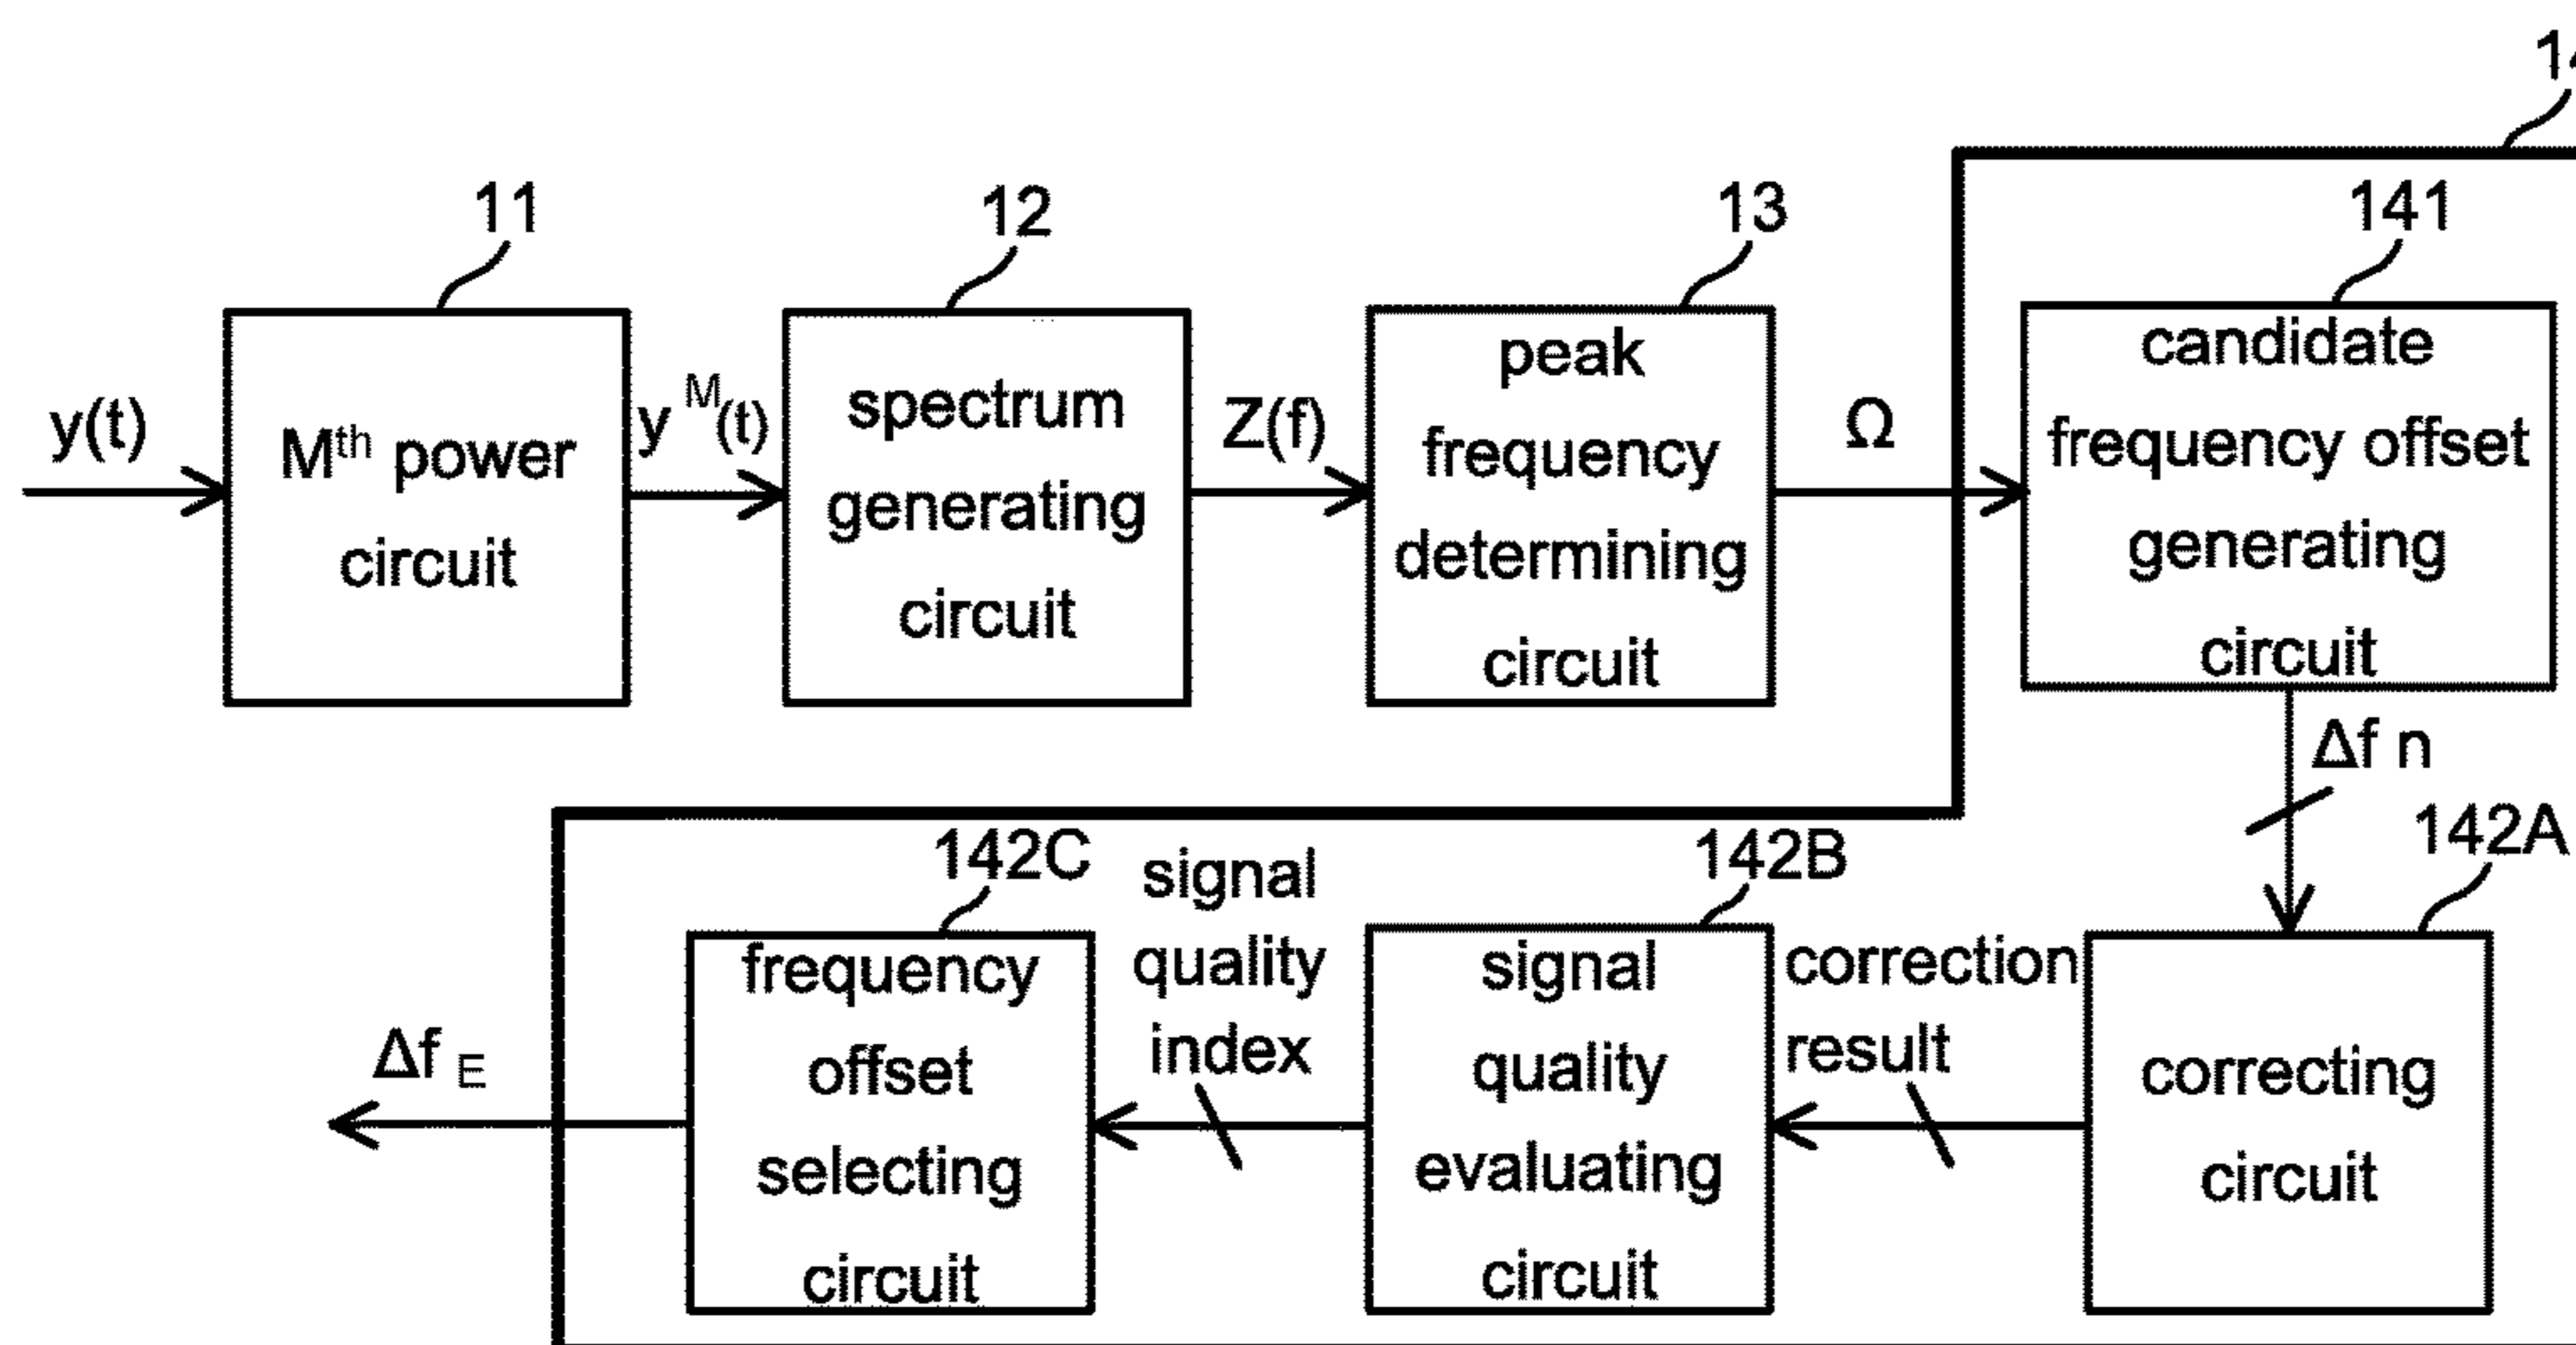 14
11
12
13
141
y(t)
Mth power
circuit
y M(t)
spectrum
generating
circuit
Z(f)
peak
frequency
determining
circuit
Ω
candidate
frequency offset
generating
circuit
Δf n
142C
signal
quality
index
142B
142A
frequency
offset
selecting
circuit
signal
quality
evaluating
circuit
correction
result
correcting
circuit
Δf E